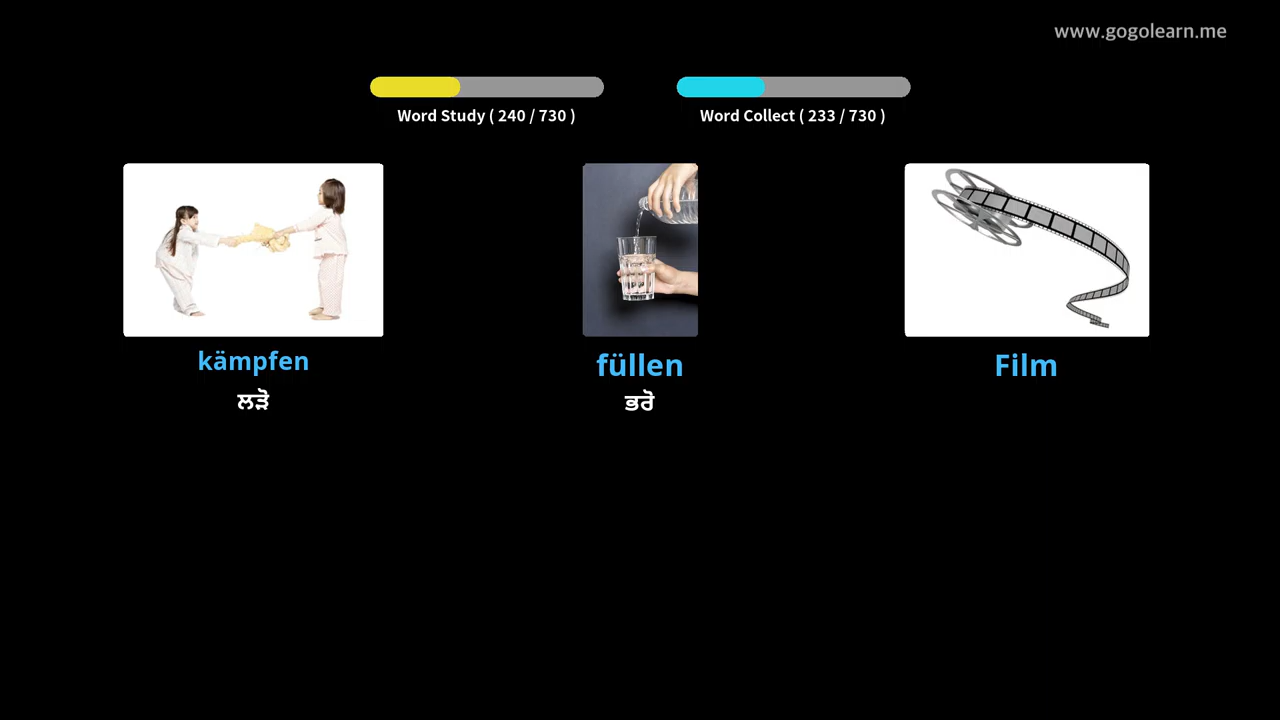 www.gogolearn.me
Word Study ( 240 / 730 )
Word Collect ( 233 / 730 )
kämpfen
füllen
Film
ਲੜੋ
ਭਰੋ